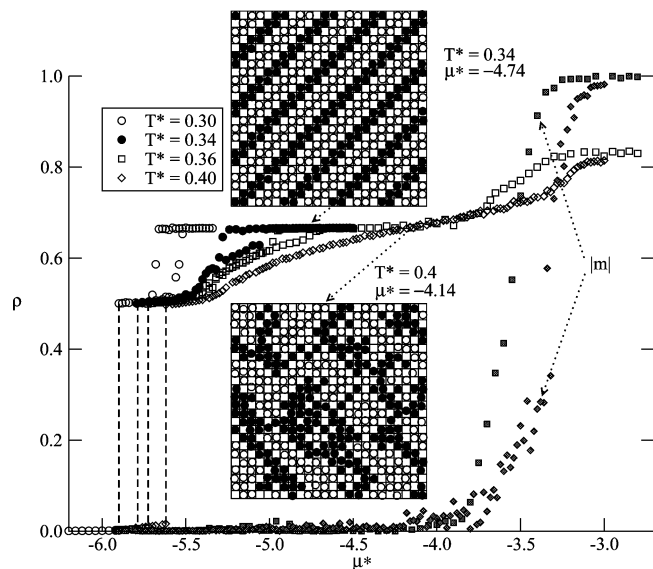 T* = 0.34
μ* = −4.74
1.0
T* = 0.30
T* = 0.34
T* = 0.36
T* = 0.40
0.8
0.6
ρ
T* = 0.4
μ* = −4.14
|m|
0.4
0.2
0.0
-6.0 -5.5 -5.0 -4.5 -4.0 -3.5 -3.0
μ*